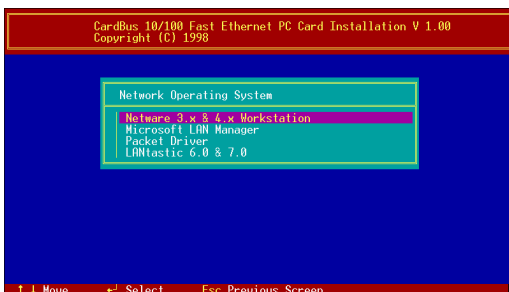 CardBus 10/100 Fast Ethernet PC Card Installation V 1.00
Copyright (C) 1998
Network Operating System
Netware 3.x & 4.x Workstation
Microsoft LAN Manager
Packet Driver
LANtastic 6.0 & 7.0
↑ ↓ Move ↵ Select Esc Previous Screen